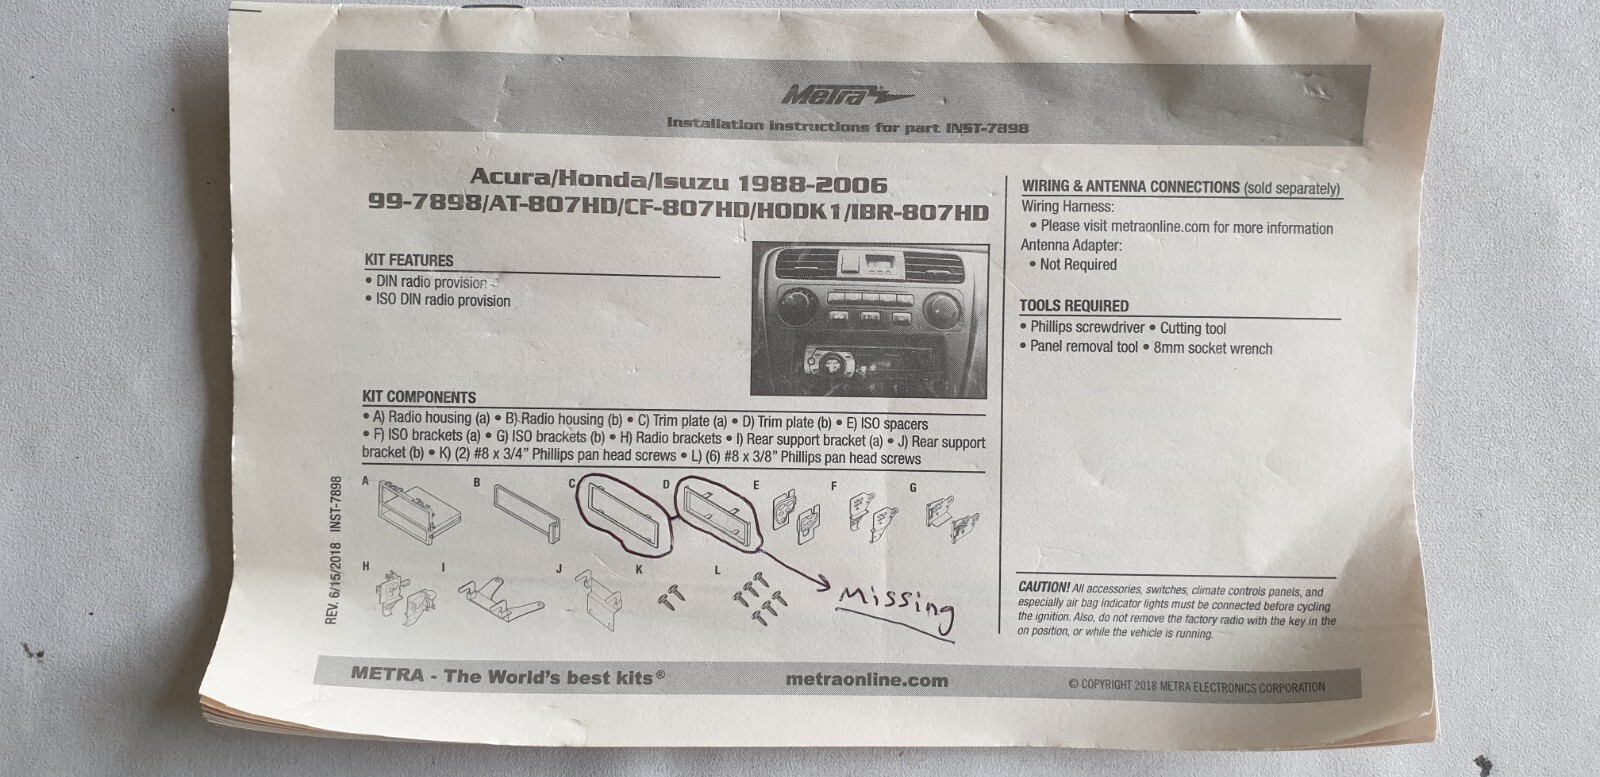 Metra
Installation instructions for part INST-7898
Acura/Honda/Isuzu 1988-2006
99-7898/AT-807HD/CF-807HD/HODK1/IBR-807HD
KIT FEATURES
• DIN radio provision
• ISO DIN radio provision
KIT COMPONENTS
• A) Radio housing (a) • B) Radio housing (b) • C) Trim plate (a) • D) Trim plate (b) • E) ISO spacers
• F) ISO brackets (a) • G) ISO brackets (b) • H) Radio brackets • I) Rear support bracket (a) • J) Rear support
bracket (b) • K) (2) #8 x 3/4" Phillips pan head screws • L) (6) #8 x 3/8" Phillips pan head screws
A B C D E F G
H I J K L
Missing
REV. 6/15/2018 INST-7898
WIRING & ANTENNA CONNECTIONS (sold separately)
Wiring Harness:
• Please visit metraonline.com for more information
Antenna Adapter:
• Not Required
TOOLS REQUIRED
• Phillips screwdriver • Cutting tool
• Panel removal tool • 8mm socket wrench
CAUTION! All accessories, switches, climate controls panels, and
especially air bag indicator lights must be connected before cycling
the ignition. Also, do not remove the factory radio with the key in the
on position, or while the vehicle is running.
METRA - The World's best kits®
metraonline.com
© COPYRIGHT 2018 METRA ELECTRONICS CORPORATION